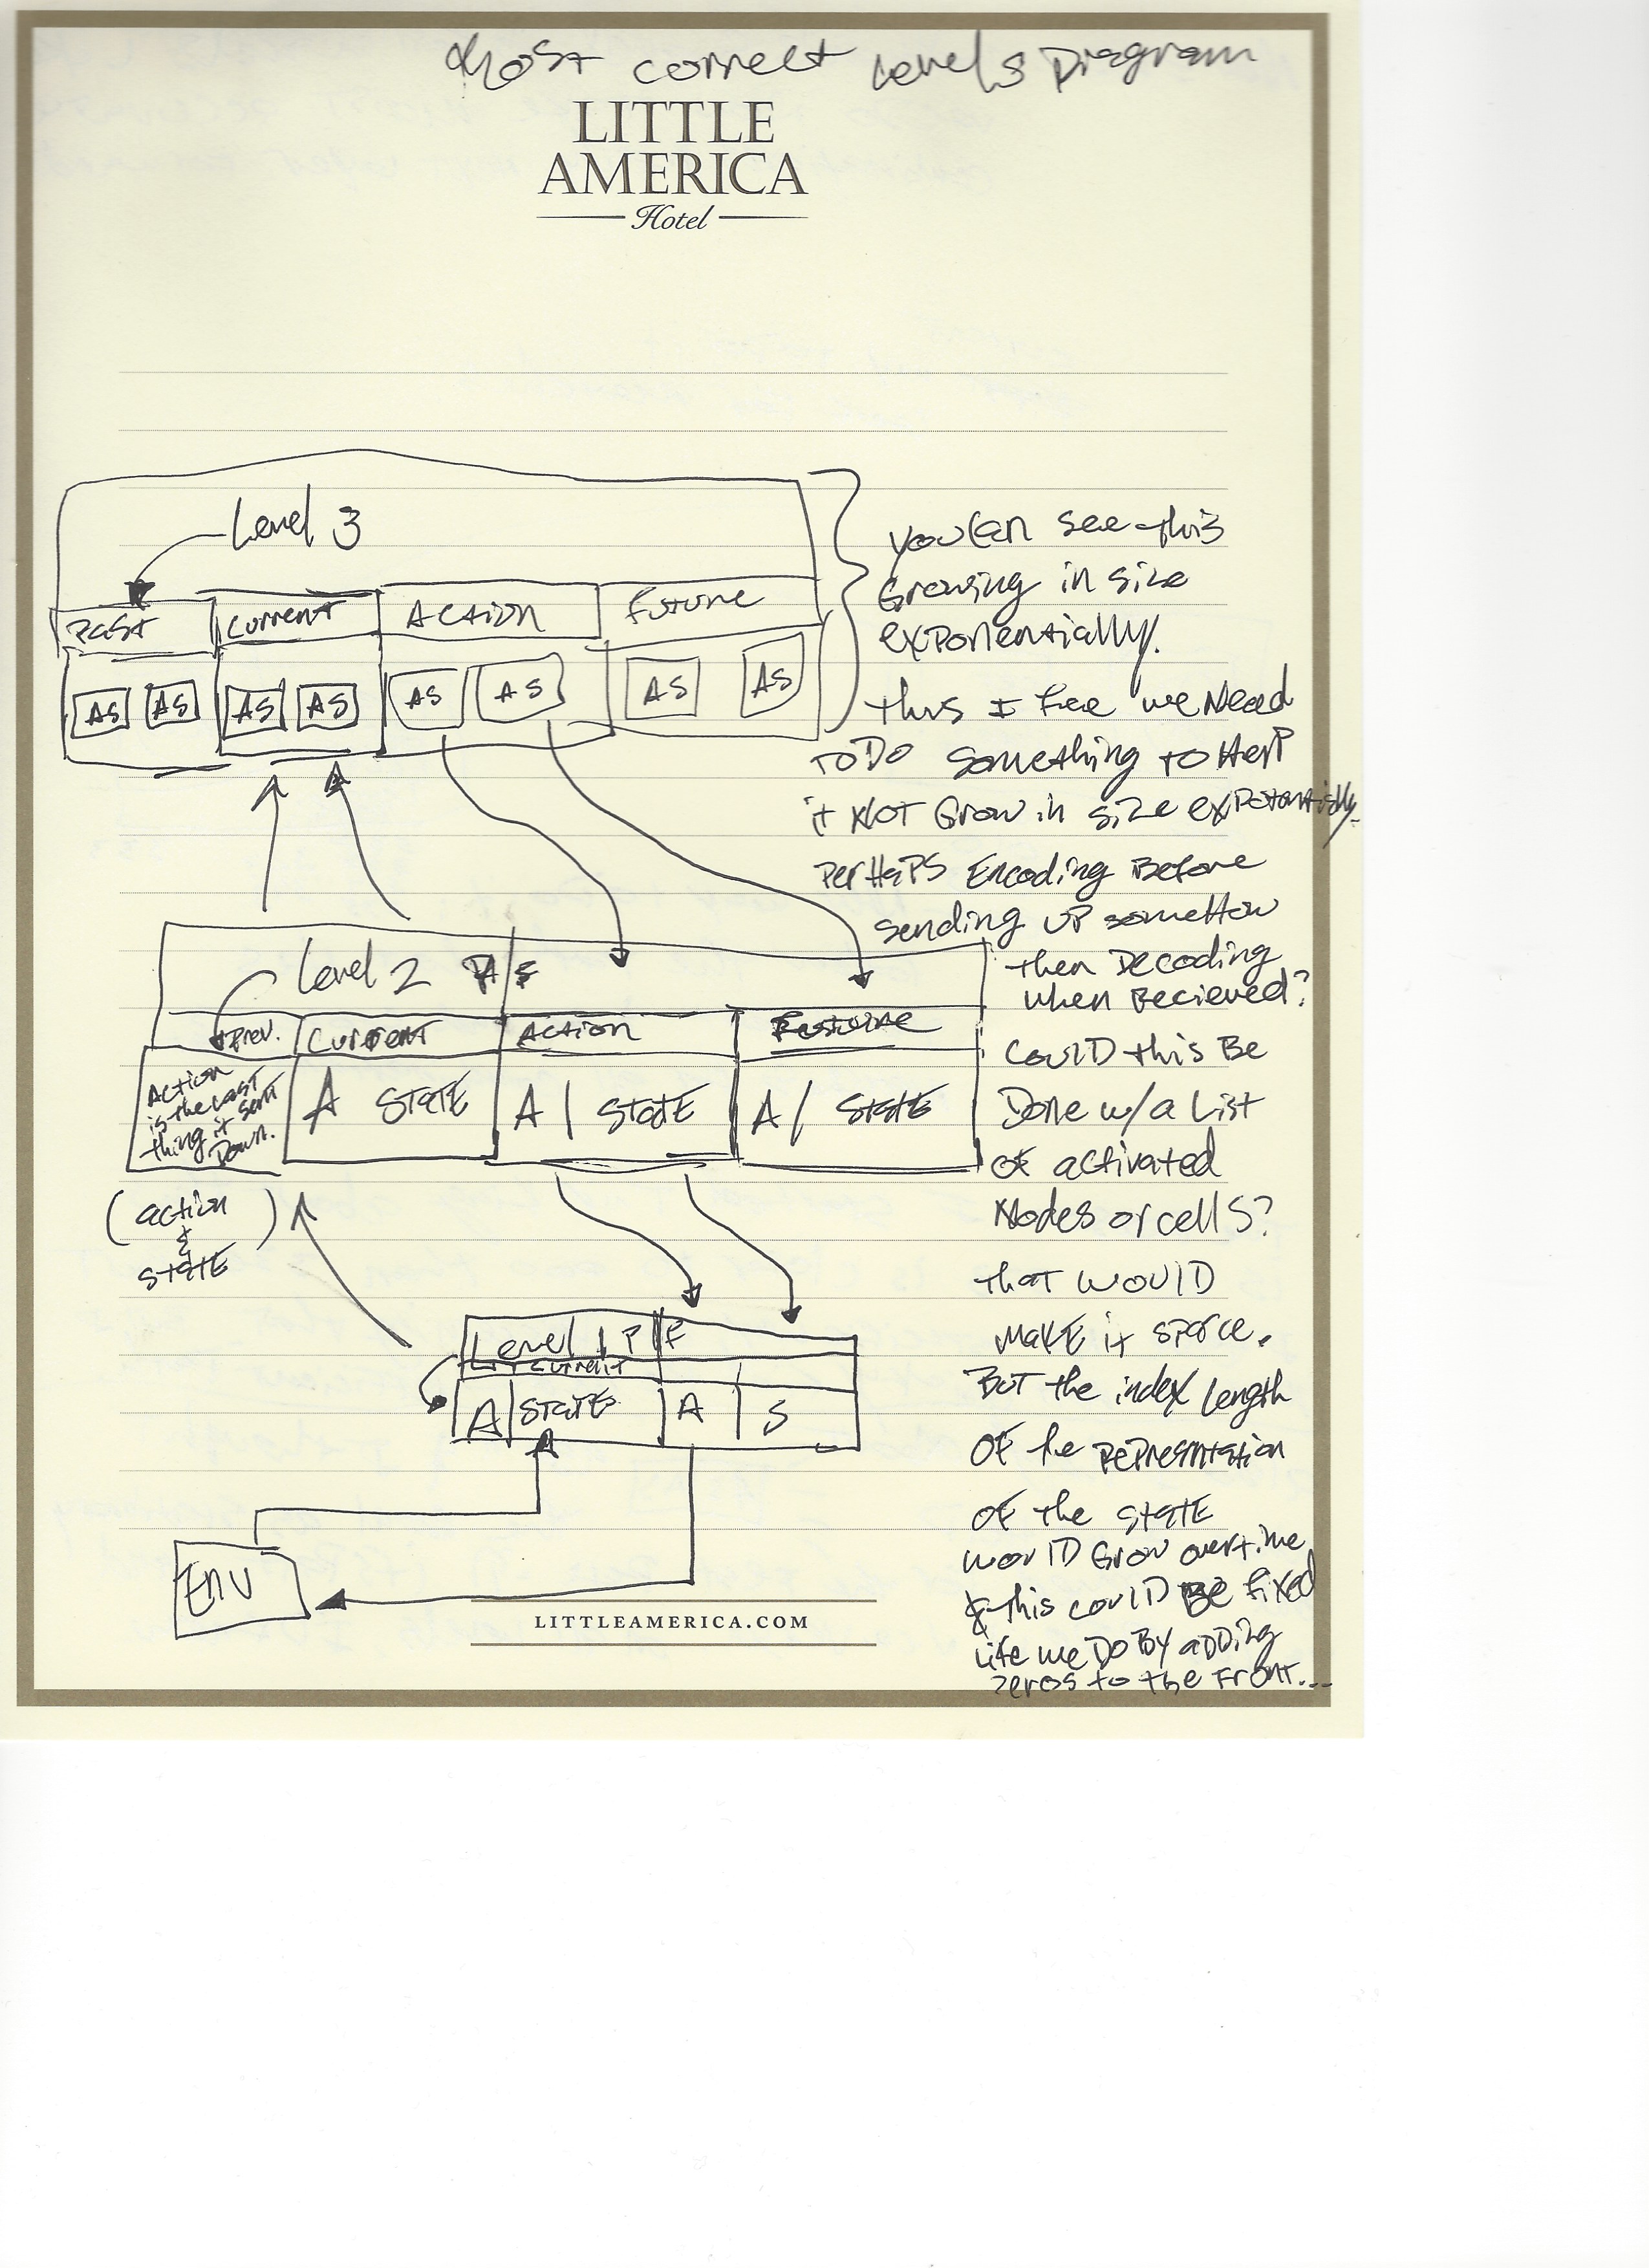 Most correct Levels Diagram
LITTLE
AMERICA
Hotel
Level 3
Past Current Action Future
AS AS AS AS AS AS AS AS
you can see this
Growing in size
exponentially.
thus I feel we Need
to Do something to Help
it Not Grow in size expotentially.
Perhaps Encoding Before
sending up somehow
then Decoding
when Recieved?
Could this Be
Done w/ a List
of activated
Nodes or cells?
that would
make it sparce.
But the index length
of the representation
of the state
would Grow overtime
& this could Be fixed
like we Do By adding
zeros to the front...
Level 2
Prev. Current Action Future
Action
is the Last
thing it sent
Down.
A STATE A | STATE A / STATE
( action
&
STATE )
Level 1 P F
Current
A STATE A S
ENV
LITTLEAMERICA.COM